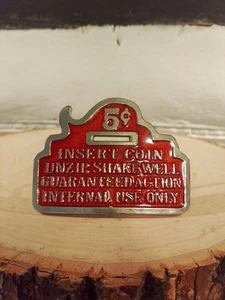 5¢
INSERT COIN
UNZIP. SHAKE WELL
GUARANTEED ACTION
INTERNAL USE ONLY